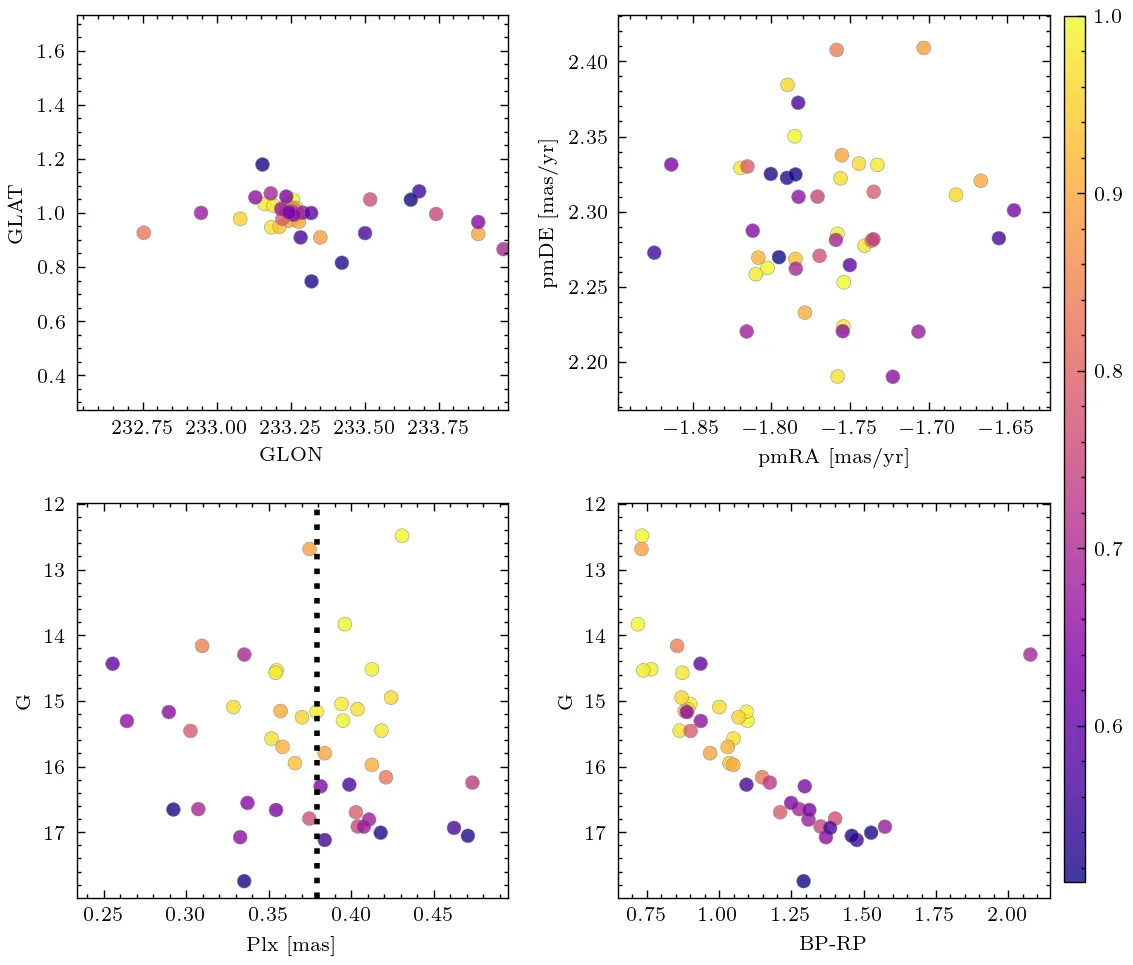 GLAT
1.6
1.4
1.2
1.0
0.8
0.6
0.4
232.75 233.00 233.25 233.50 233.75
GLON
pmDE [mas/yr]
2.40
2.35
2.30
2.25
2.20
−1.85 −1.80 −1.75 −1.70 −1.65
pmRA [mas/yr]
1.0
0.9
0.8
0.7
0.6
G
12
13
14
15
16
17
0.25 0.30 0.35 0.40 0.45
Plx [mas]
G
12
13
14
15
16
17
0.75 1.00 1.25 1.50 1.75 2.00
BP-RP